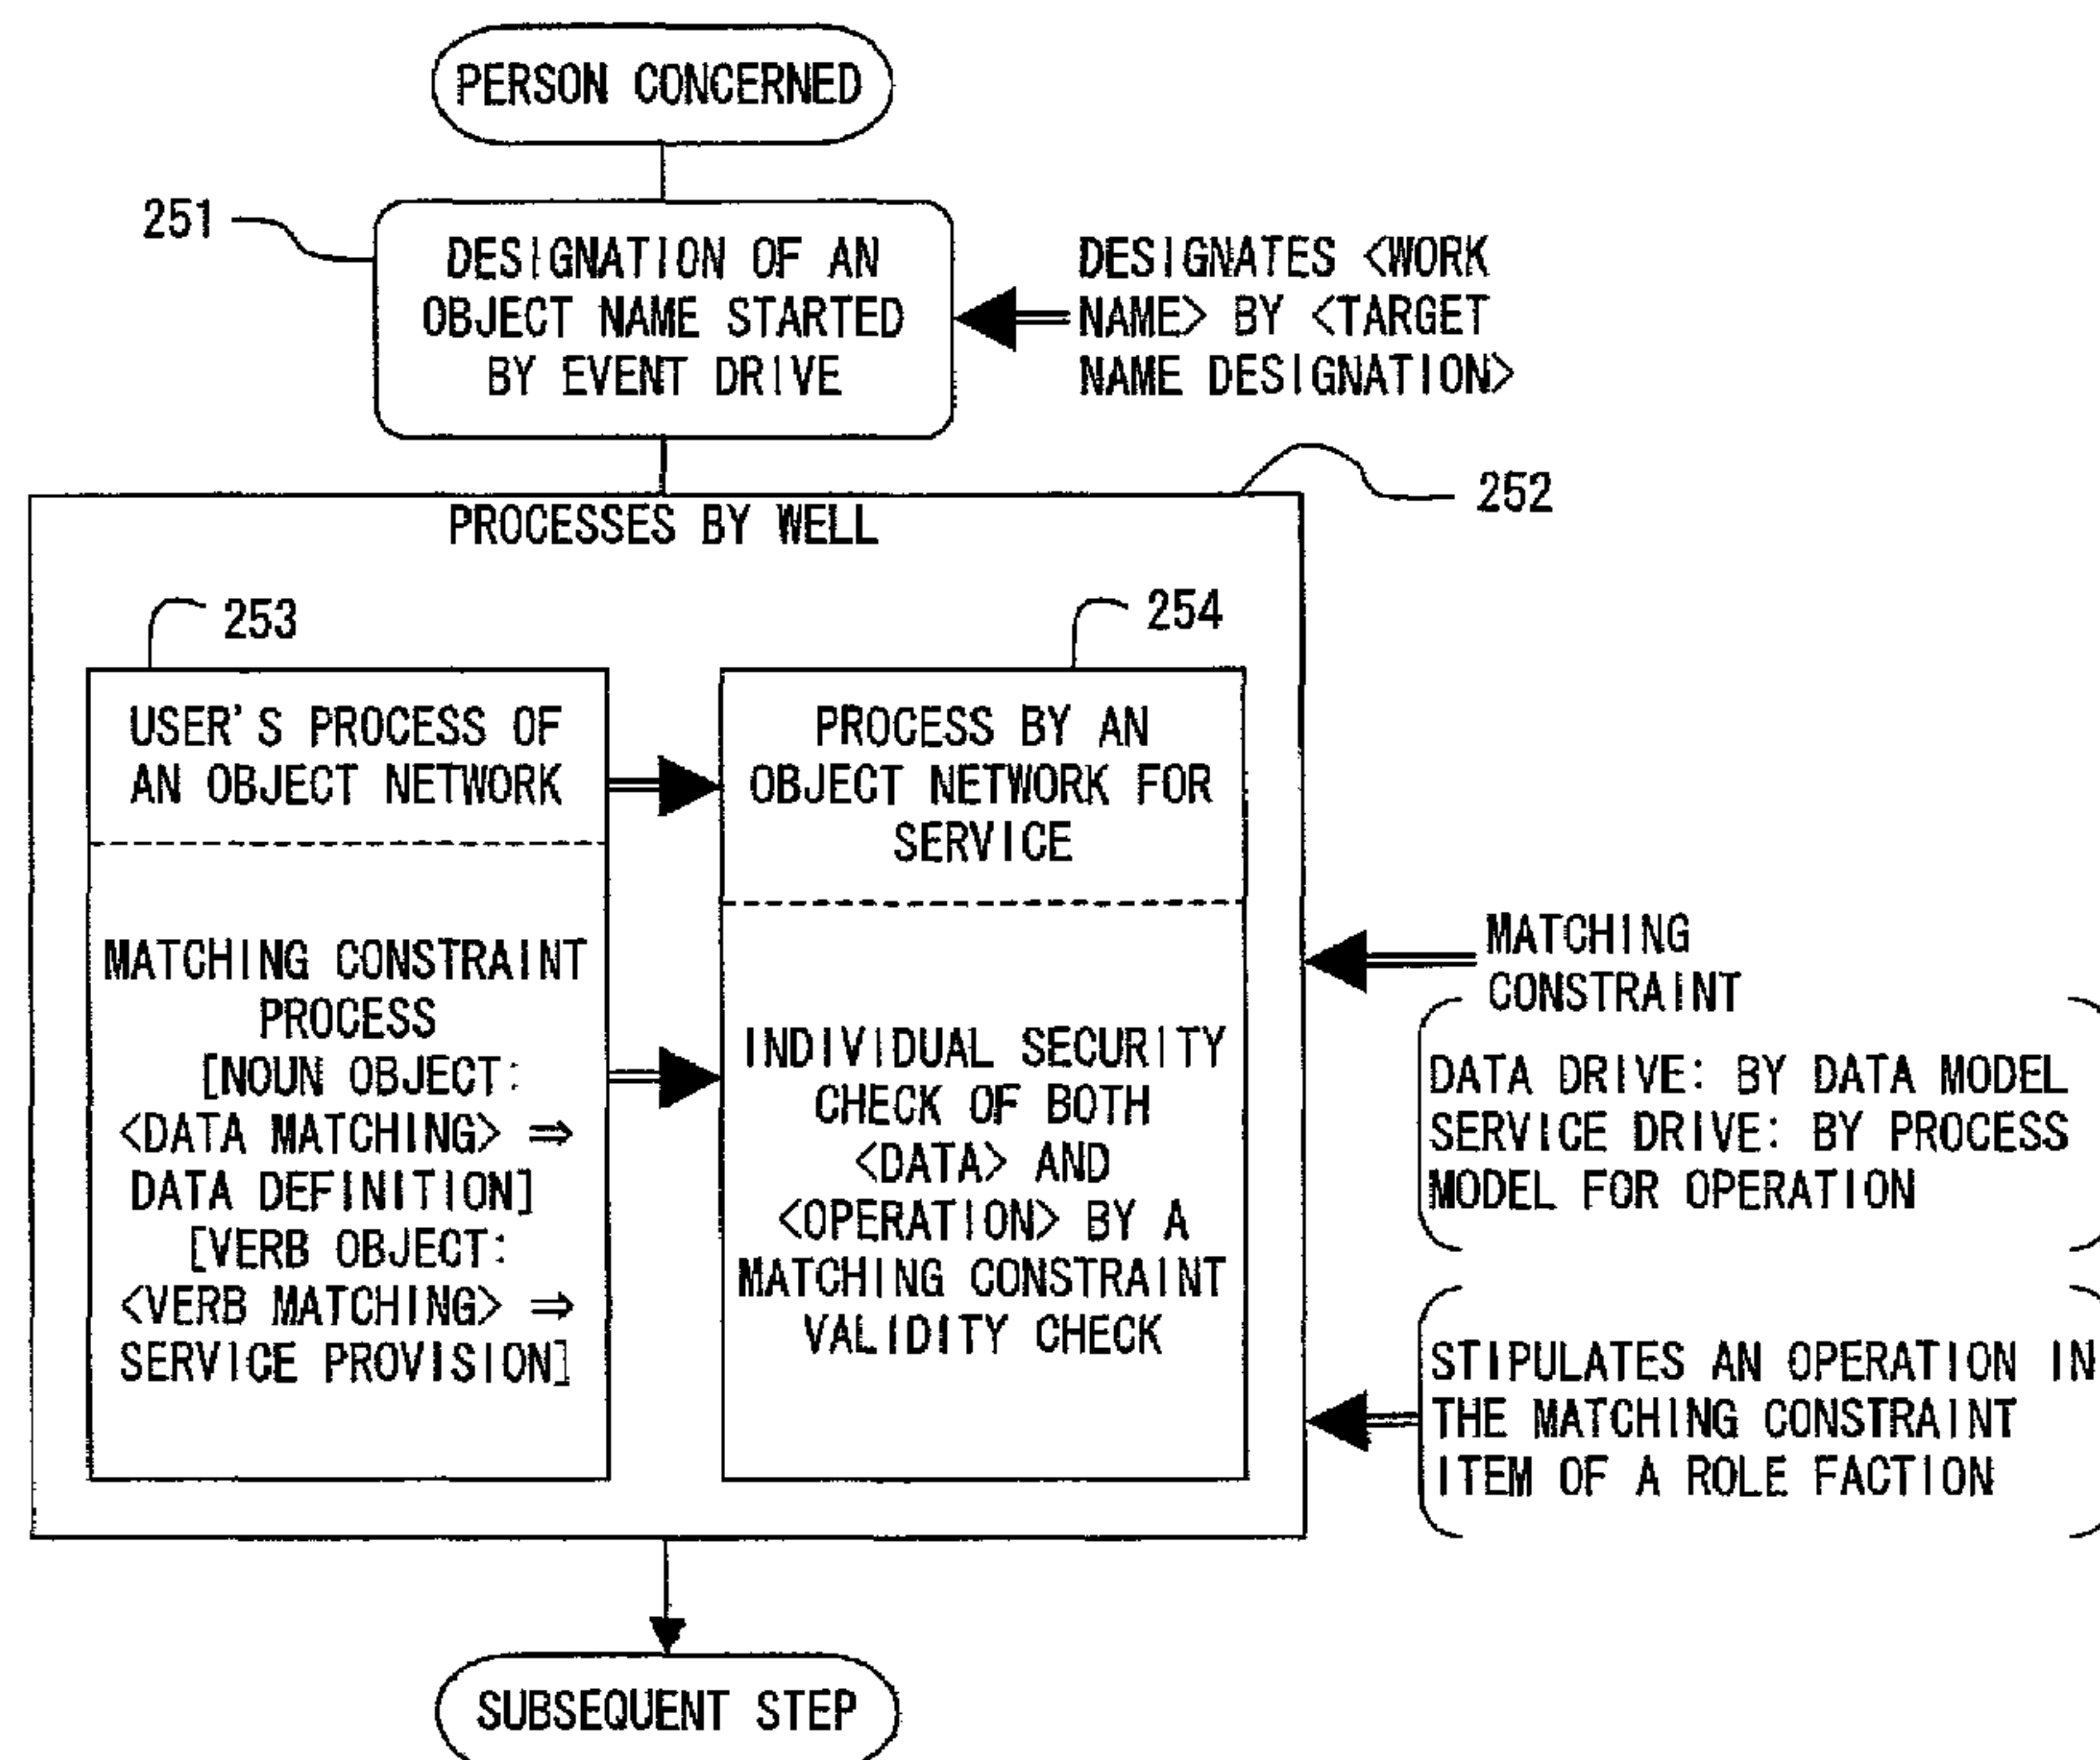 PERSON CONCERNED
251
DESIGNATION OF AN
OBJECT NAME STARTED
BY EVENT DRIVE
DESIGNATES <WORK
NAME> BY <TARGET
NAME DESIGNATION>
252
PROCESSES BY WELL
253
USER'S PROCESS OF
AN OBJECT NETWORK
MATCHING CONSTRAINT
PROCESS
[NOUN OBJECT:
<DATA MATCHING> ⇒
DATA DEFINITION]
[VERB OBJECT:
<VERB MATCHING> ⇒
SERVICE PROVISION]
254
PROCESS BY AN
OBJECT NETWORK FOR
SERVICE
INDIVIDUAL SECURITY
CHECK OF BOTH
<DATA> AND
<OPERATION> BY A
MATCHING CONSTRAINT
VALIDITY CHECK
MATCHING
CONSTRAINT
DATA DRIVE: BY DATA MODEL
SERVICE DRIVE: BY PROCESS
MODEL FOR OPERATION
STIPULATES AN OPERATION IN
THE MATCHING CONSTRAINT
ITEM OF A ROLE FACTION
SUBSEQUENT STEP